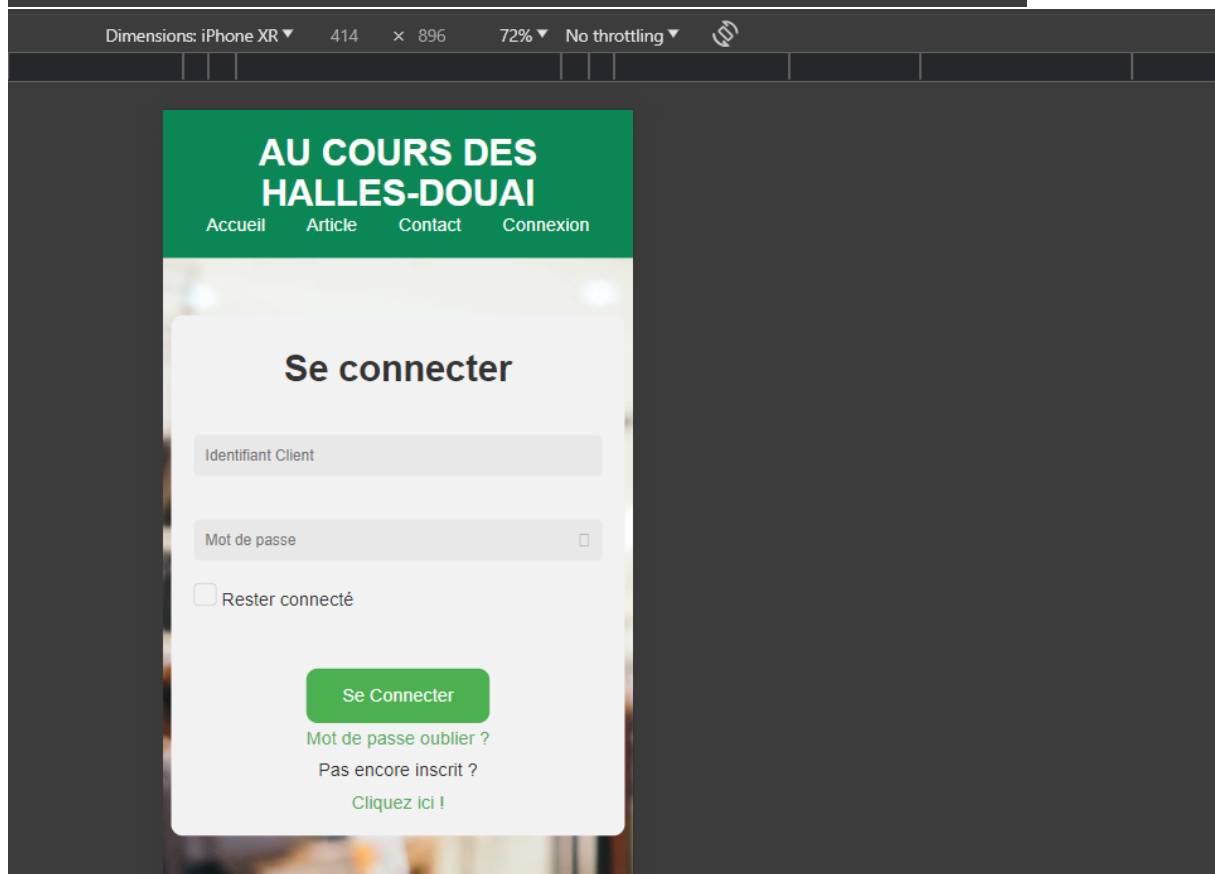 Dimensions: iPhone XR 414 × 896 72% No throttling
AU COURS DES
HALLES-DOUAI
Accueil Article Contact Connexion
Se connecter
Identifiant Client
Mot de passe
Rester connecté
Se Connecter
Mot de passe oublier ?
Pas encore inscrit ?
Cliquez ici !